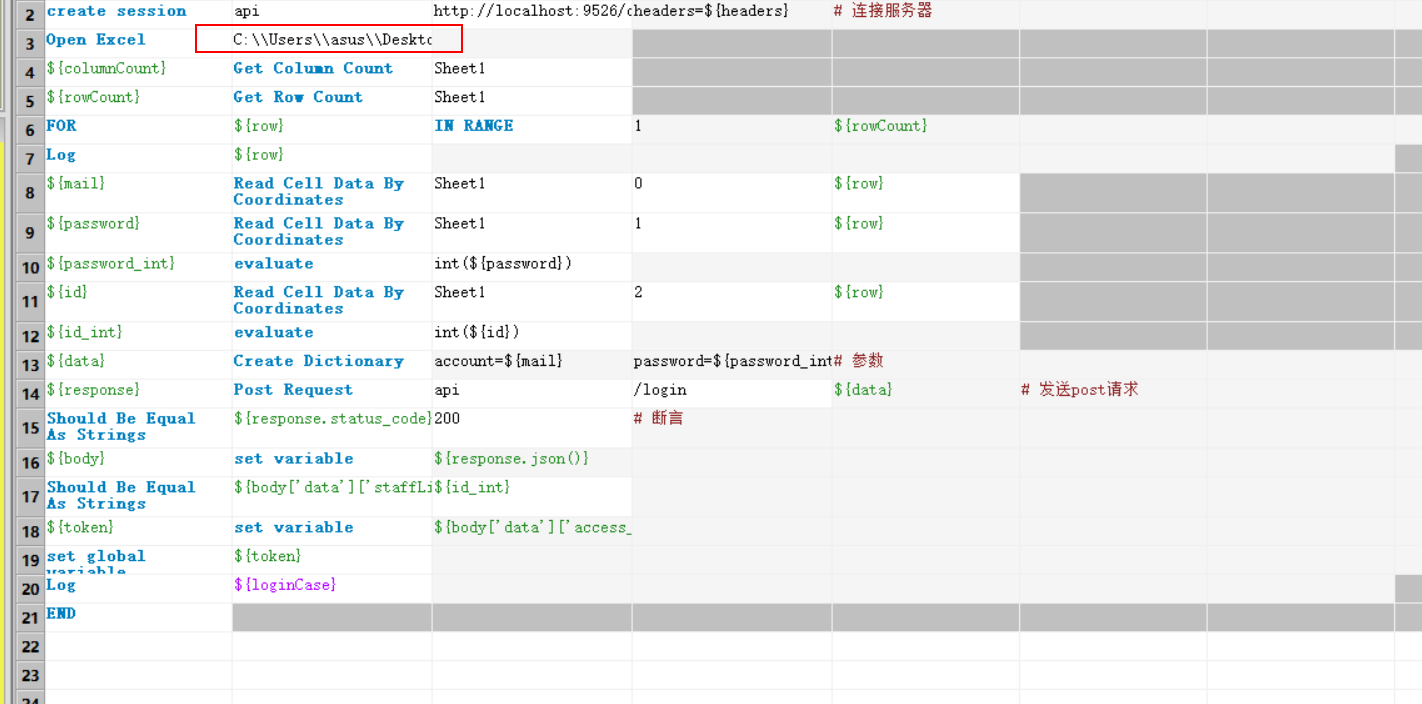 2 create session api http://localhost:9526/ headers=${headers} # 连接服务器
3 Open Excel C:\\Users\\asus\\Deskto
4 ${columnCount} Get Column Count Sheet1
5 ${rowCount} Get Row Count Sheet1
6 FOR ${row} IN RANGE 1 ${rowCount}
7 Log ${row}
8 ${mail} Read Cell Data By Coordinates Sheet1 0 ${row}
9 ${password} Read Cell Data By Coordinates Sheet1 1 ${row}
10 ${password_int} evaluate int(${password})
11 ${id} Read Cell Data By Coordinates Sheet1 2 ${row}
12 ${id_int} evaluate int(${id})
13 ${data} Create Dictionary account=${mail} password=${password_int # 参数
14 ${response} Post Request api /login ${data} # 发送post请求
15 Should Be Equal As Strings ${response.status_code} 200 # 断言
16 ${body} set variable ${response.json()}
17 Should Be Equal As Strings ${body['data']['staffLi ${id_int}
18 ${token} set variable ${body['data']['access_
19 set global variable ${token}
20 Log ${loginCase}
21 END
22
23
24